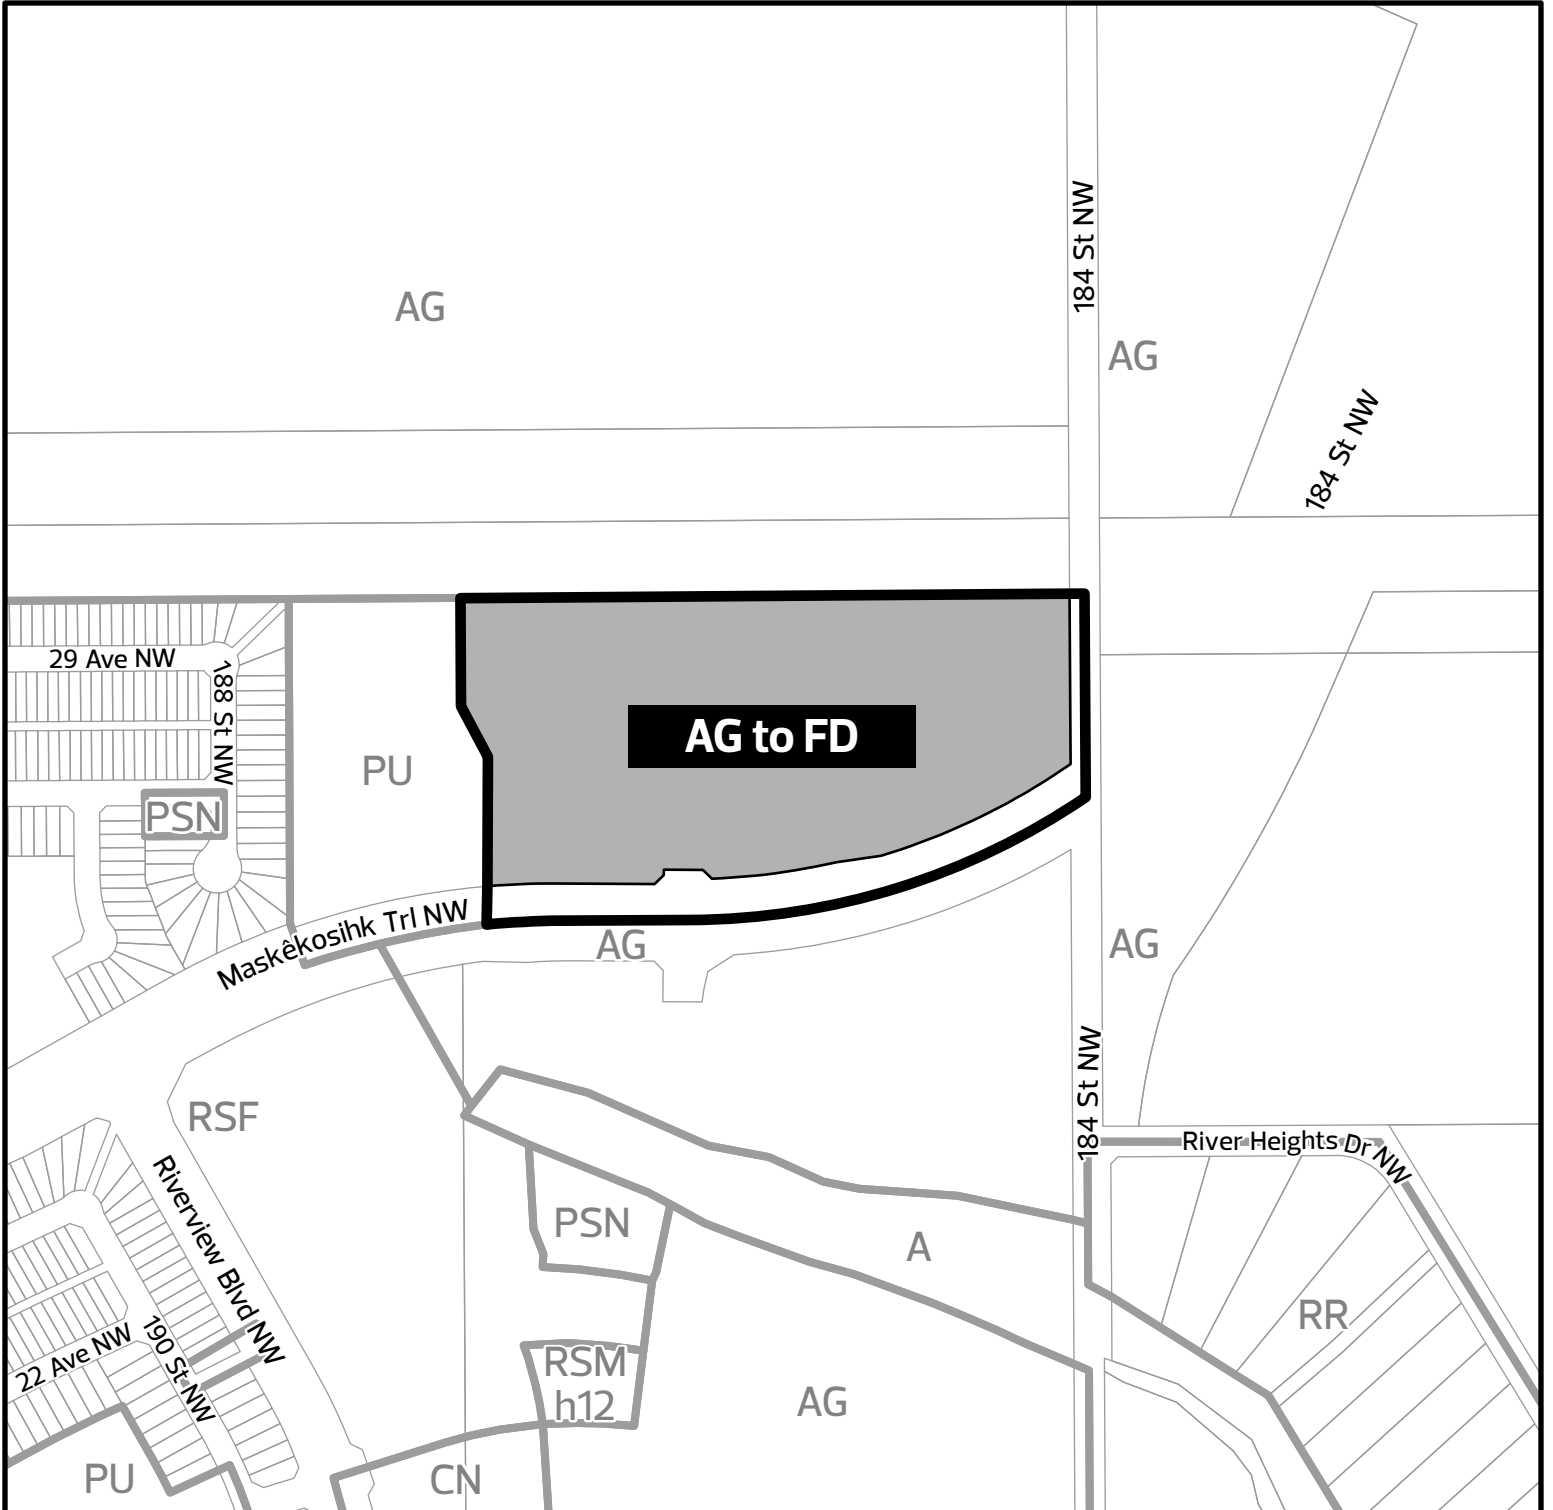 184 St NW
AG
AG
184 St NW
29 Ave NW
188 St NW
AG to FD
PU
PSN
Maskêkosihk Trl NW
AG
AG
184 St NW
RSF
River Heights Dr NW
Riverview Blvd NW
PSN
A
RR
22 Ave NW
190 St NW
RSM
h12
AG
PU
CN